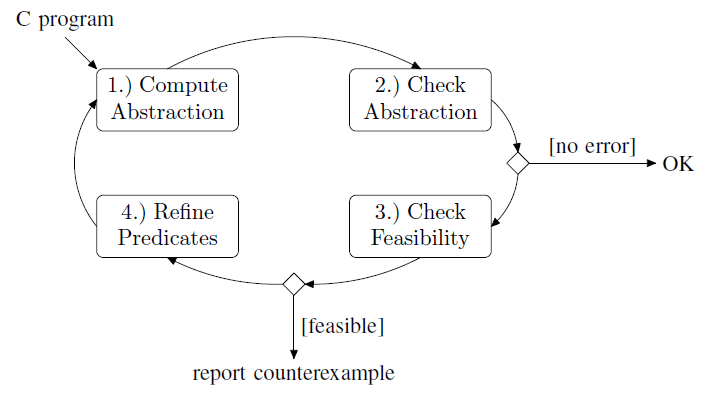 C program
1.) Compute
Abstraction
2.) Check
Abstraction
[no error]
OK
4.) Refine
Predicates
3.) Check
Feasibility
[feasible]
report counterexample